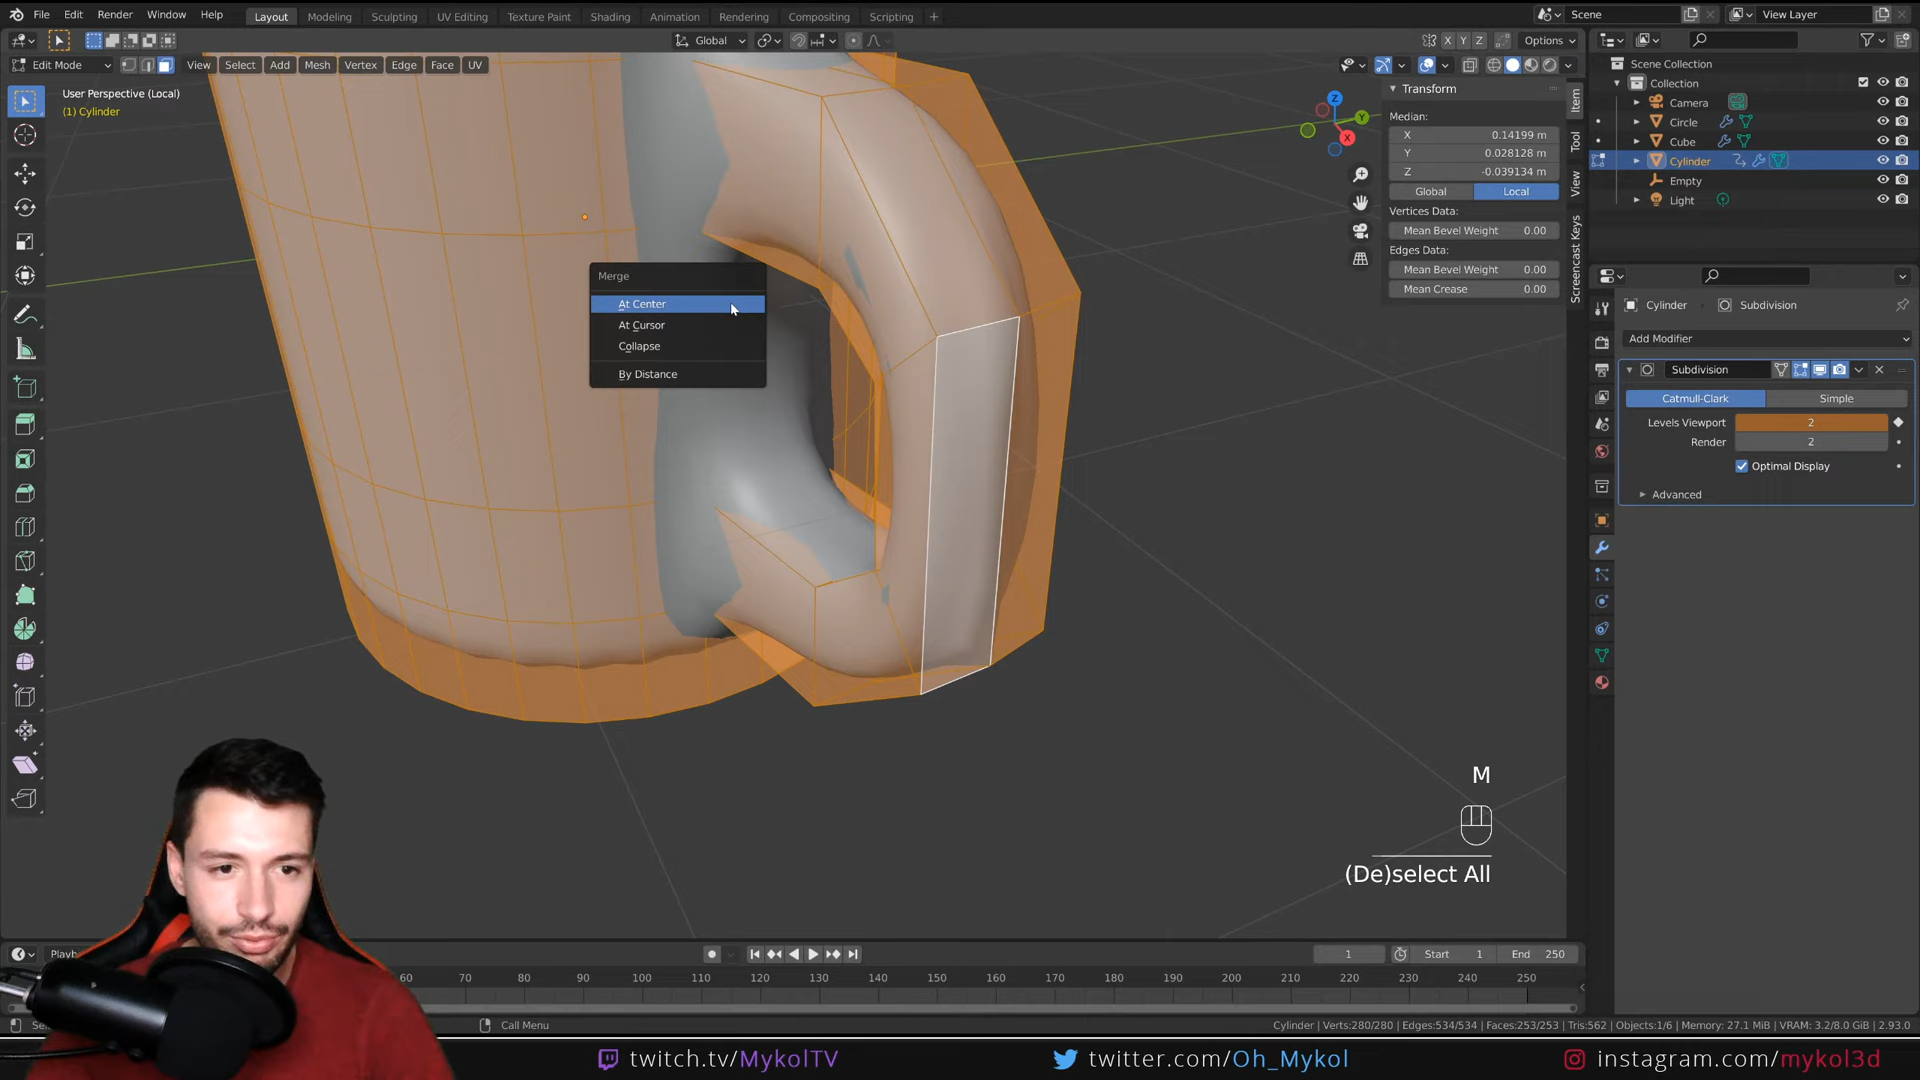 File Edit Render Window Help Layout Modeling Sculpting UV Editing Texture Paint Shading Animation Rendering Compositing Scripting + Scene View Layer
Global X Y Z Options
Edit Mode View Select Add Mesh Vertex Edge Face UV
User Perspective (Local)
(1) Cylinder
Z
Y
X
Transform
Median:
X 0.14199 m
Y 0.028128 m
Z -0.039134 m
Global Local
Vertices Data:
Mean Bevel Weight 0.00
Edges Data:
Mean Bevel Weight 0.00
Mean Crease 0.00
Item
Tool
View
Screencast Keys
Scene Collection
Collection
Camera
Circle
Cube
Cylinder
Empty
Light
Cylinder Subdivision
Add Modifier
Subdivision
Catmull-Clark Simple
Levels Viewport 2
Render 2
Optimal Display
Advanced
Merge
At Center
At Cursor
Collapse
By Distance
M
(De)select All
Playb 1 Start 1 End 250
60 70 80 90 100 110 120 130 140 150 160 170 180 190 200 210 220 230 240 250
Call Menu
Cylinder | Verts:280/280 | Edges:534/534 | Faces:253/253 | Tris:562 | Objects:1/6 | Memory: 27.1 MiB | VRAM: 3.2/8.0 GiB | 2.93.0
twitch.tv/MykolTV twitter.com/Oh_Mykol instagram.com/mykol3d